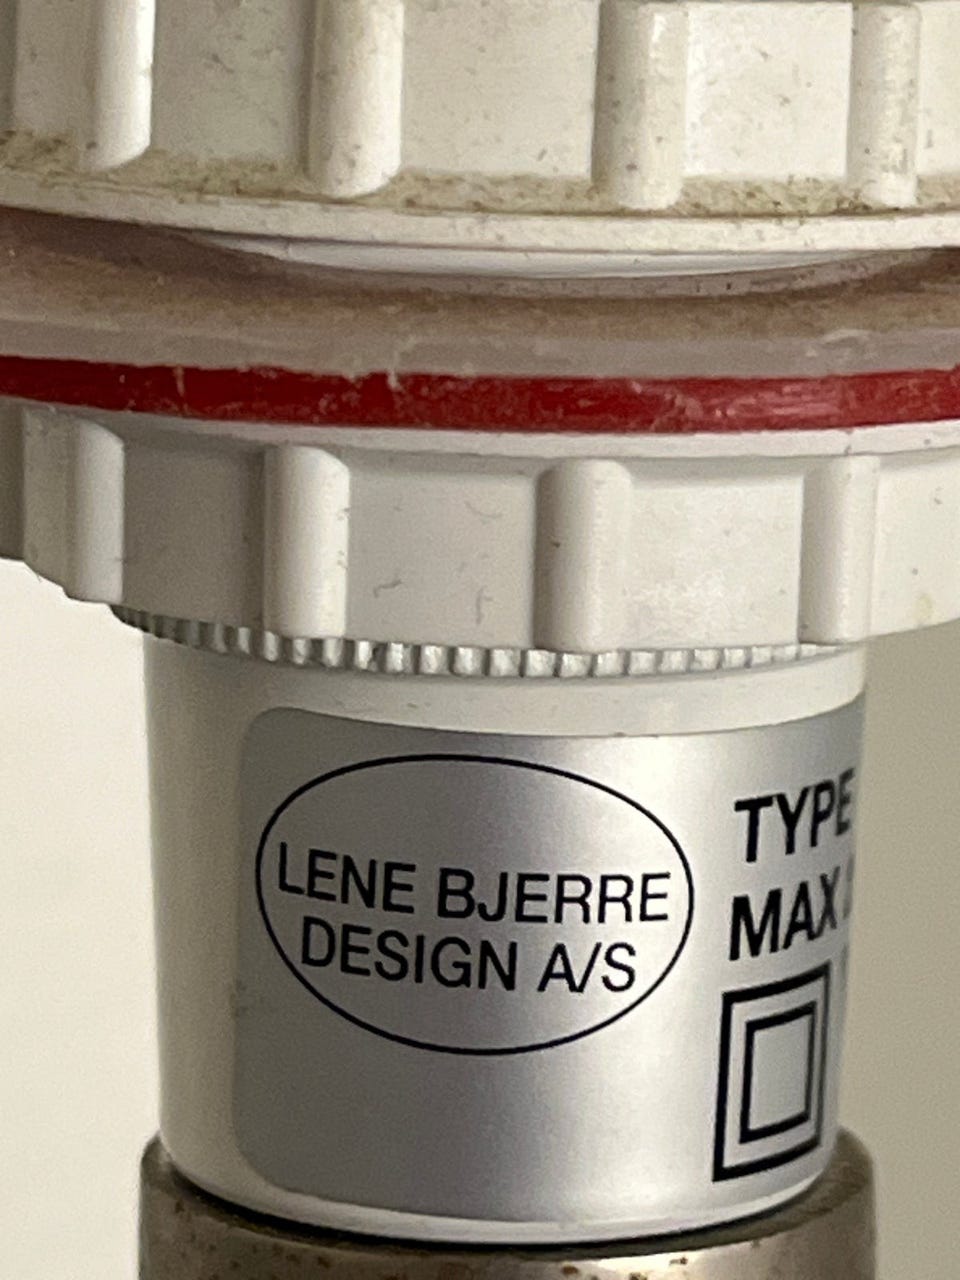 LENE BJERRE
DESIGN A/S
TYPE
MAX